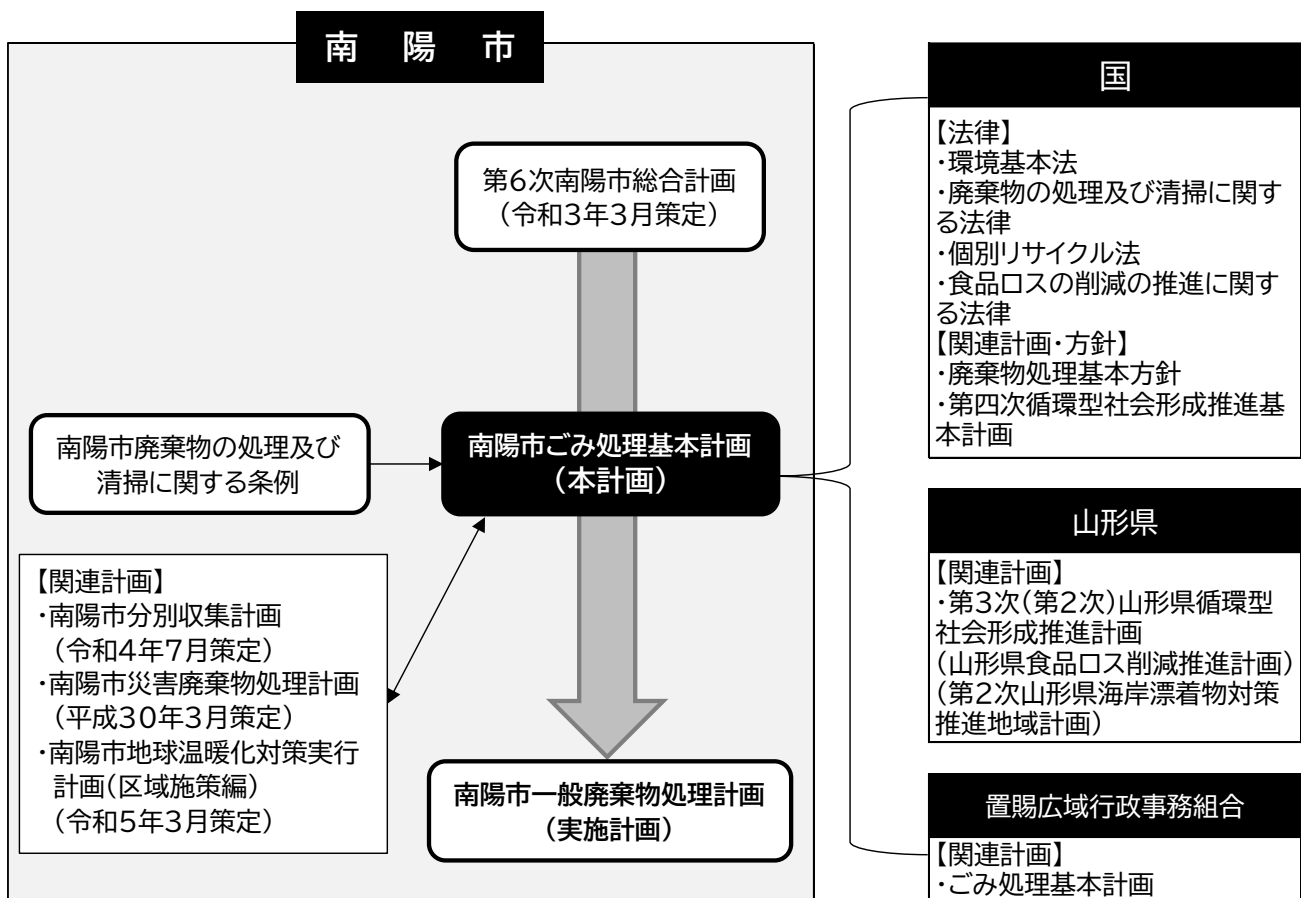 南 陽 市
第6次南陽市総合計画
（令和3年3月策定）
南陽市廃棄物の処理及び
清掃に関する条例
南陽市ごみ処理基本計画
（本計画）
【関連計画】
・南陽市分別収集計画
（令和4年7月策定）
・南陽市災害廃棄物処理計画
（平成30年3月策定）
・南陽市地球温暖化対策実行
計画(区域施策編)
（令和5年3月策定）
南陽市一般廃棄物処理計画
（実施計画）
国
【法律】
・環境基本法
・廃棄物の処理及び清掃に関す
る法律
・個別リサイクル法
・食品ロスの削減の推進に関す
る法律
【関連計画・方針】
・廃棄物処理基本方針
・第四次循環型社会形成推進基
本計画
山形県
【関連計画】
・第3次(第2次)山形県循環型
社会形成推進計画
(山形県食品ロス削減推進計画)
(第2次山形県海岸漂着物対策
推進地域計画)
置賜広域行政事務組合
【関連計画】
・ごみ処理基本計画